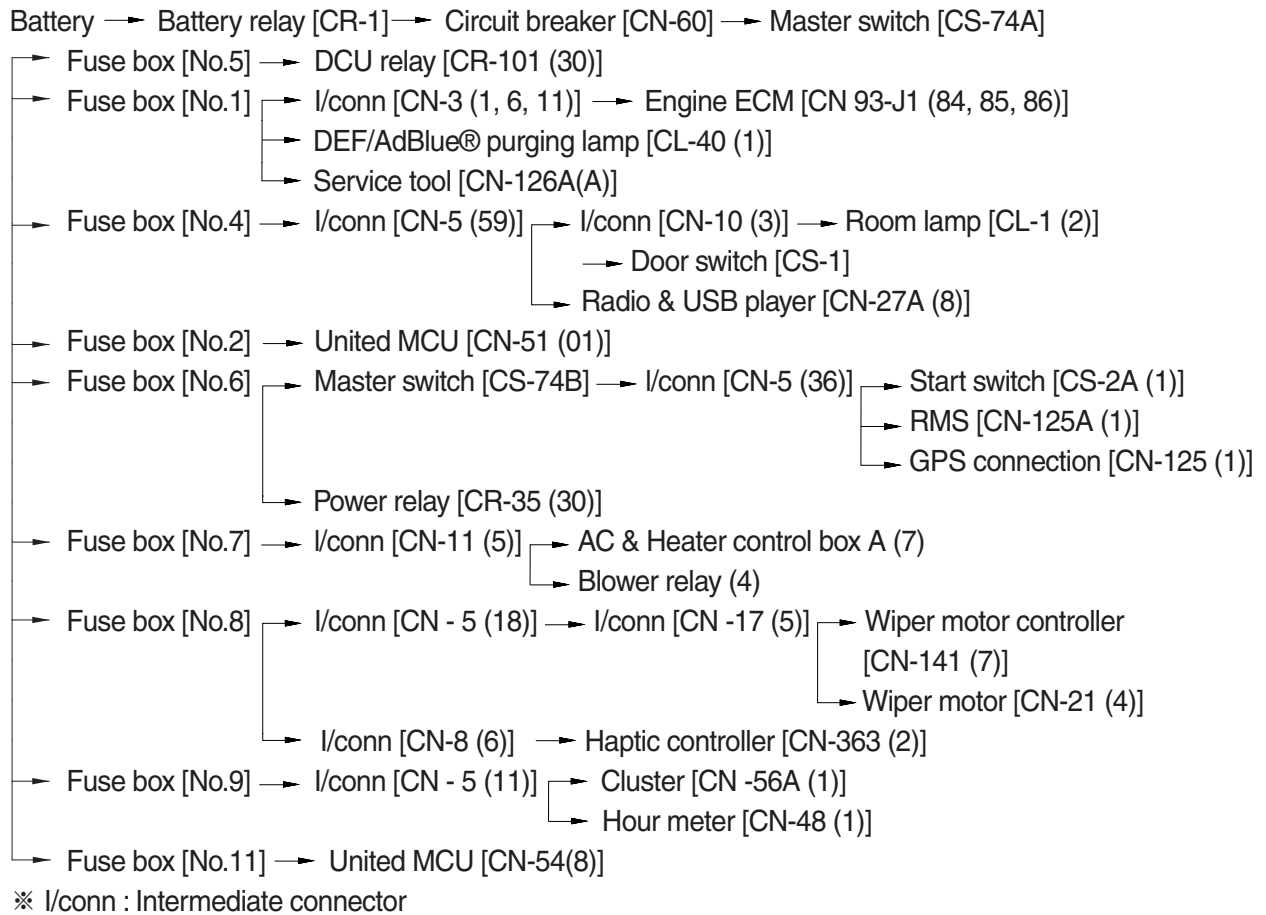 Battery → Battery relay [CR-1] → Circuit breaker [CN-60] → Master switch [CS-74A]
→ Fuse box [No.5] → DCU relay [CR-101 (30)]
→ Fuse box [No.1] → I/conn [CN-3 (1, 6, 11)] → Engine ECM [CN 93-J1 (84, 85, 86)]
→ DEF/AdBlue® purging lamp [CL-40 (1)]
→ Service tool [CN-126A(A)]
→ Fuse box [No.4] → I/conn [CN-5 (59)] → I/conn [CN-10 (3)] → Room lamp [CL-1 (2)]
→ Door switch [CS-1]
→ Radio & USB player [CN-27A (8)]
→ Fuse box [No.2] → United MCU [CN-51 (01)]
→ Fuse box [No.6] → Master switch [CS-74B] → I/conn [CN-5 (36)] → Start switch [CS-2A (1)]
→ RMS [CN-125A (1)]
→ GPS connection [CN-125 (1)]
→ Power relay [CR-35 (30)]
→ Fuse box [No.7] → I/conn [CN-11 (5)] → AC & Heater control box A (7)
→ Blower relay (4)
→ Fuse box [No.8] → I/conn [CN - 5 (18)] → I/conn [CN -17 (5)] → Wiper motor controller
[CN-141 (7)]
→ Wiper motor [CN-21 (4)]
→ I/conn [CN-8 (6)] → Haptic controller [CN-363 (2)]
→ Fuse box [No.9] → I/conn [CN - 5 (11)] → Cluster [CN -56A (1)]
→ Hour meter [CN-48 (1)]
→ Fuse box [No.11] → United MCU [CN-54(8)]
※ I/conn : Intermediate connector